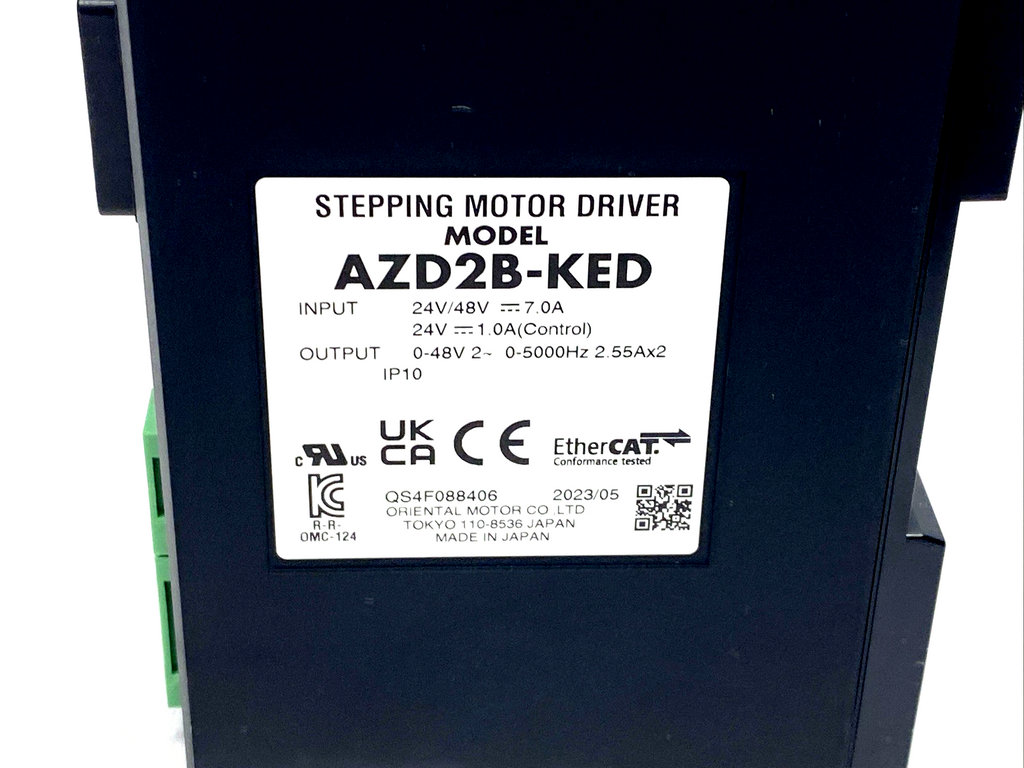 STEPPING MOTOR DRIVER
MODEL
AZD2B-KED
INPUT 24V/48V ⎓ 7.0A
24V ⎓ 1.0A(Control)
OUTPUT 0-48V 2~ 0-5000Hz 2.55Ax2
IP10
c RU US
UK
CA
CE
EtherCAT.
Conformance tested
KC
R-R-
OMC-124
QS4F088406 2023/05
ORIENTAL MOTOR CO.,LTD
TOKYO 110-8536 JAPAN
MADE IN JAPAN